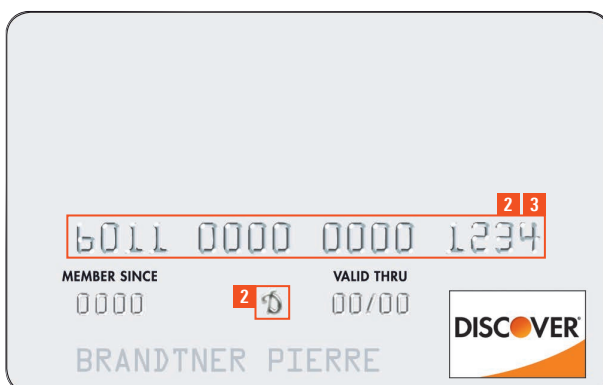 2 3
6011 0000 0000 1234
MEMBER SINCE
VALID THRU
0000
2
D
00/00
DISCOVER
BRANDTNER PIERRE